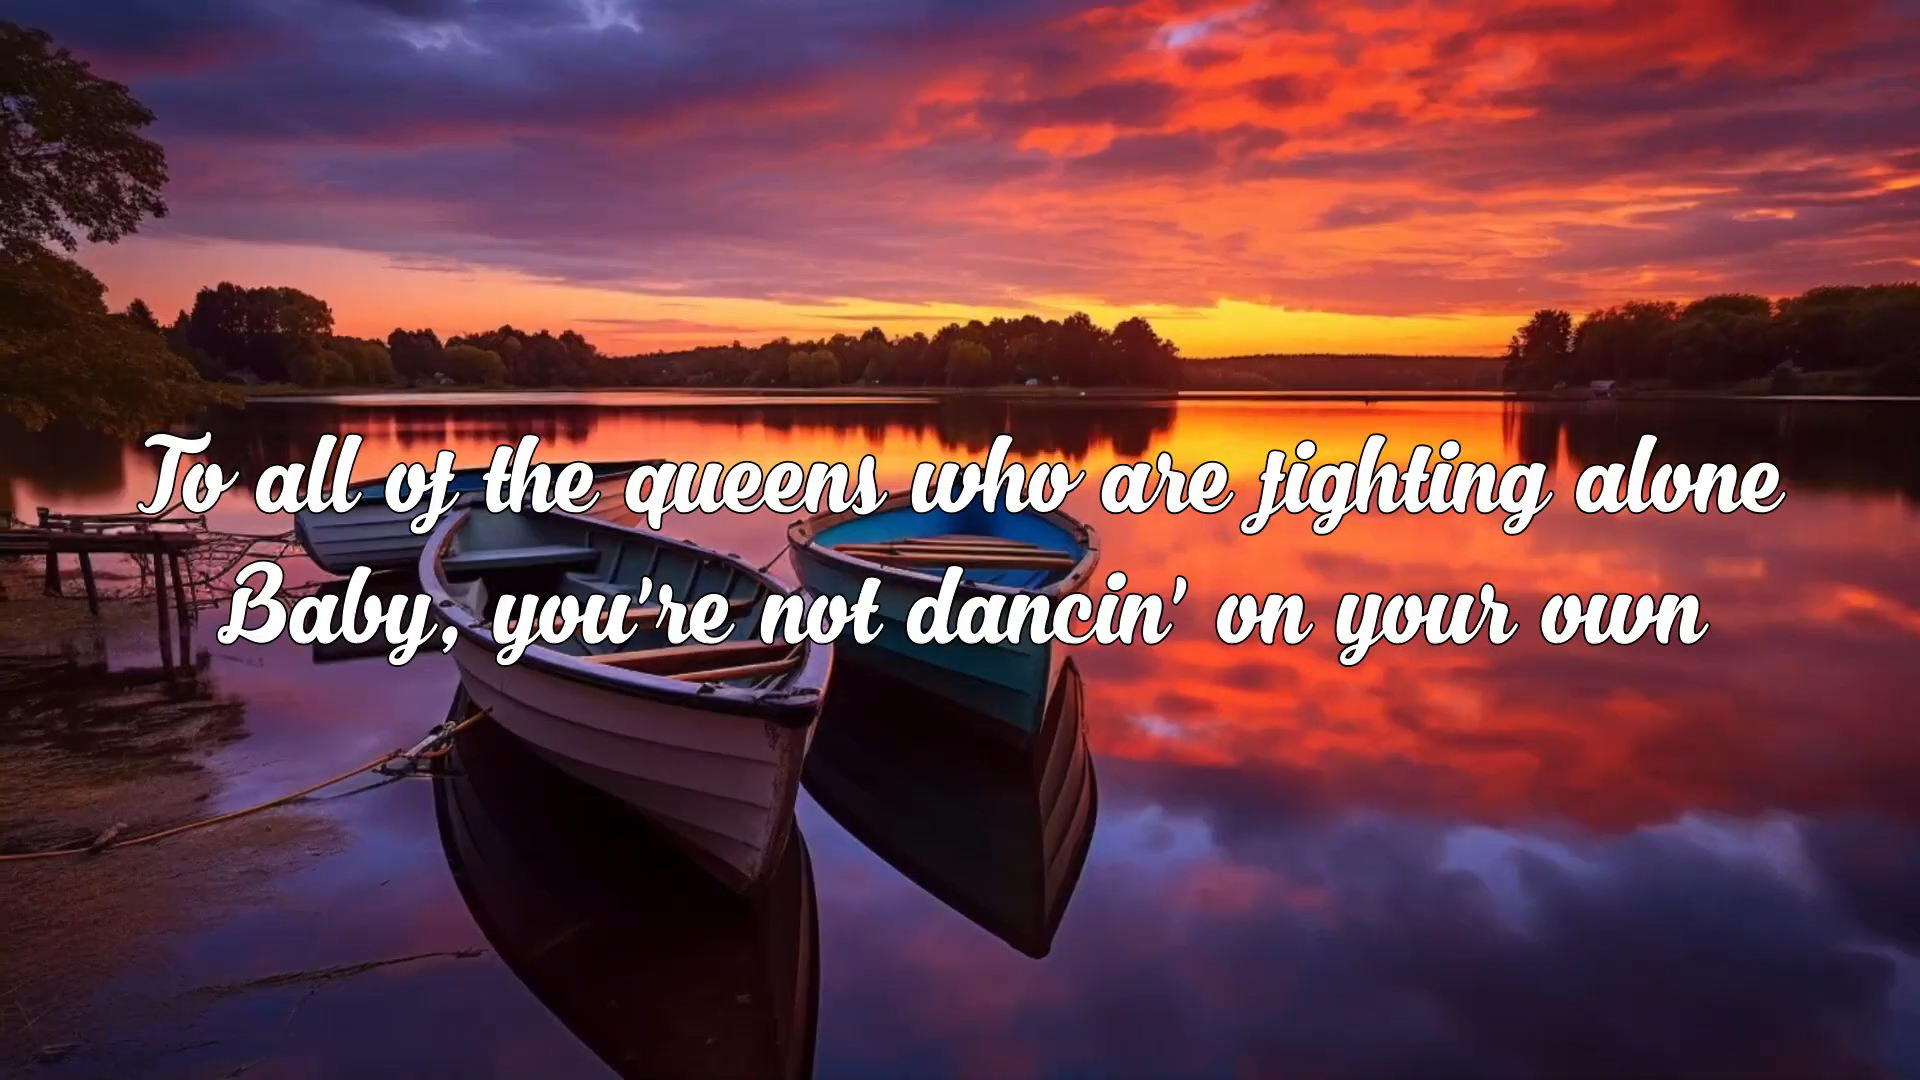 To all of the queens who are fighting alone
Baby, you're not dancin' on your own